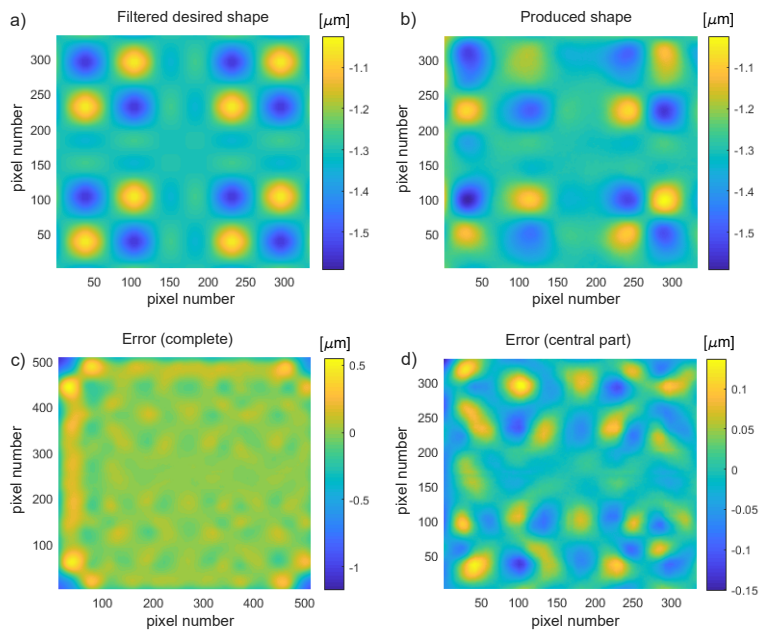 a) Filtered desired shape [μm]
300
250
200
150
100
50
pixel number
50 100 150 200 250 300
pixel number
-1.1
-1.2
-1.3
-1.4
-1.5
b) Produced shape [μm]
300
250
200
150
100
50
pixel number
50 100 150 200 250 300
pixel number
-1.1
-1.2
-1.3
-1.4
-1.5
c) Error (complete) [μm]
500
400
300
200
100
pixel number
100 200 300 400 500
pixel number
0.5
0
-0.5
-1
d) Error (central part) [μm]
300
250
200
150
100
50
pixel number
50 100 150 200 250 300
pixel number
0.1
0.05
0
-0.05
-0.1
-0.15